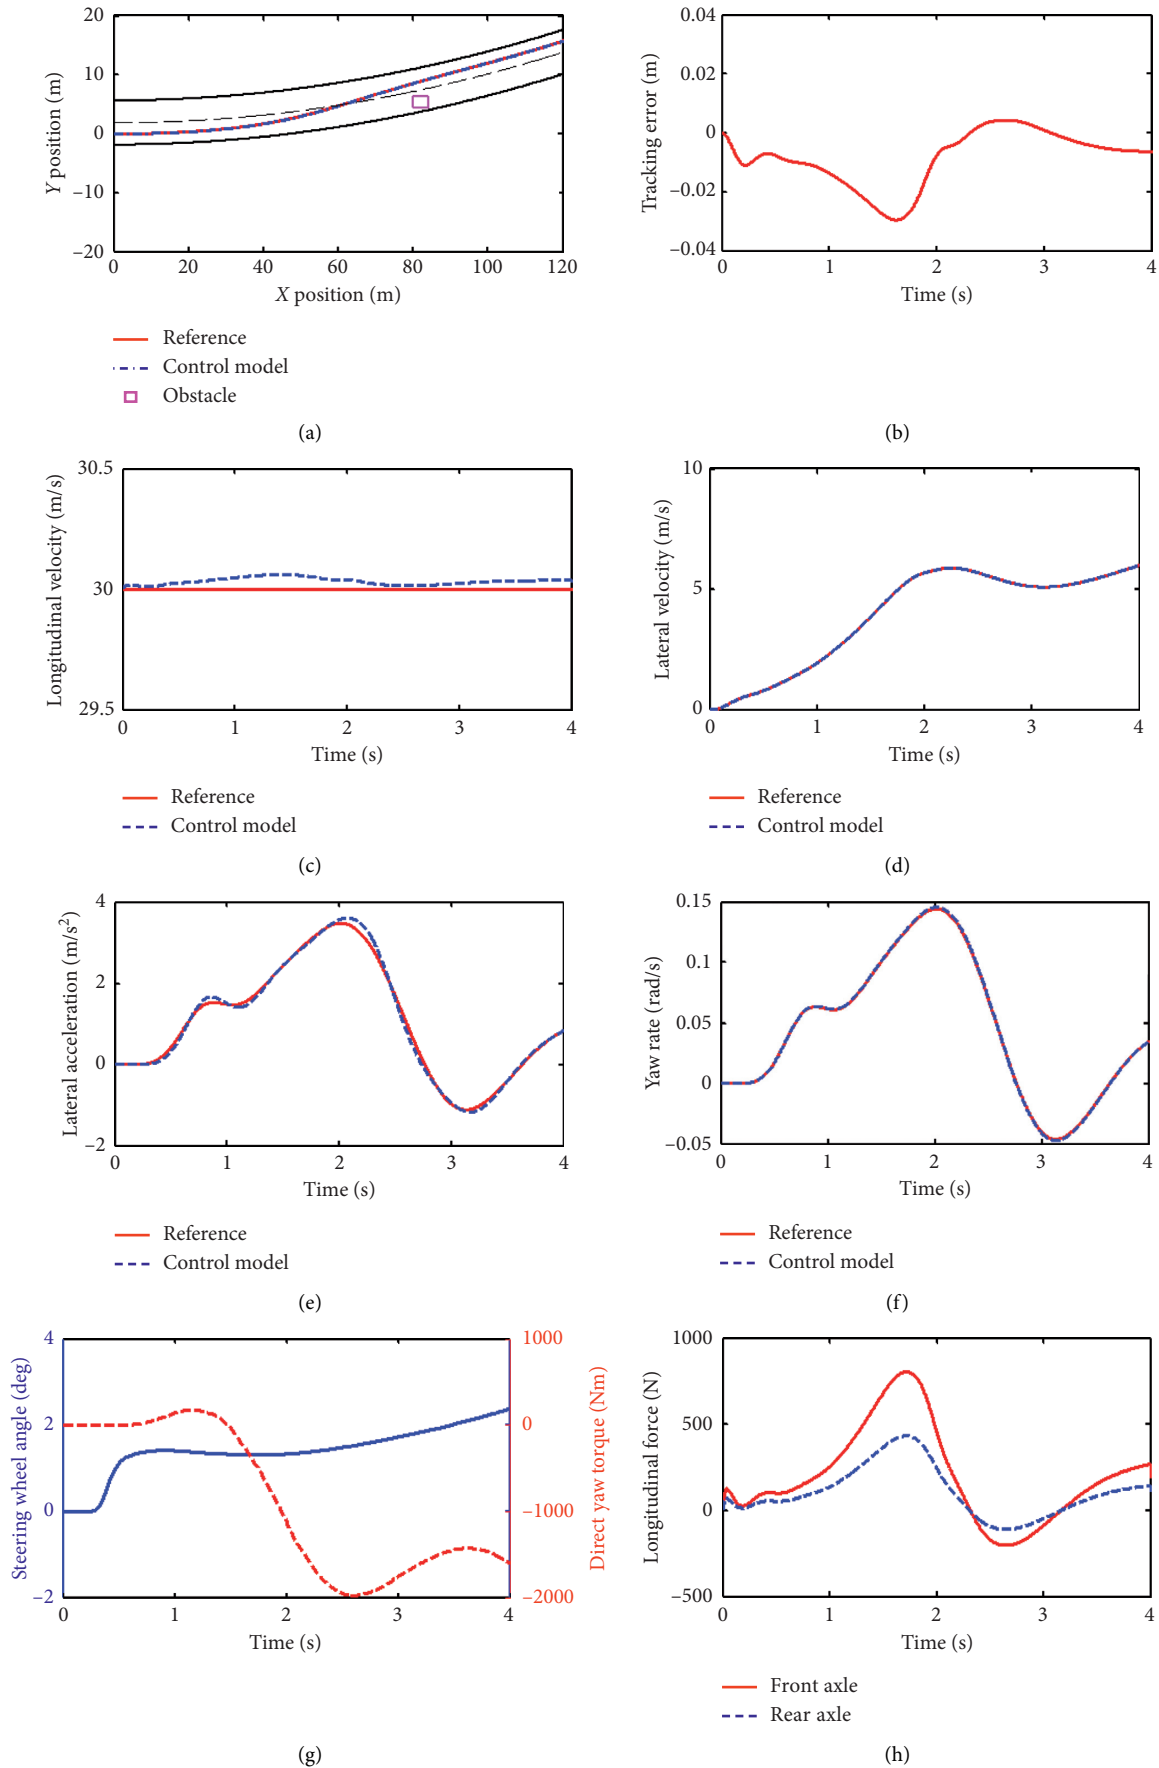 20
10
0
−10
−20
Y position (m)
0 20 40 60 80 100 120
X position (m)
Reference
Control model
Obstacle
(a)
0.04
0.02
0
−0.02
−0.04
Tracking error (m)
0 1 2 3 4
Time (s)
(b)
30.5
30
29.5
Longitudinal velocity (m/s)
0 1 2 3 4
Time (s)
Reference
Control model
(c)
10
5
0
Lateral velocity (m/s)
0 1 2 3 4
Time (s)
Reference
Control model
(d)
4
2
0
−2
Lateral acceleration (m/s²)
0 1 2 3 4
Time (s)
Reference
Control model
(e)
0.15
0.1
0.05
0
−0.05
Yaw rate (rad/s)
0 1 2 3 4
Time (s)
Reference
Control model
(f)
4
2
0
−2
Steering wheel angle (deg)
1000
0
−1000
−2000
Direct yaw torque (Nm)
0 1 2 3 4
Time (s)
(g)
1000
500
0
−500
Longitudinal force (N)
0 1 2 3 4
Time (s)
Front axle
Rear axle
(h)